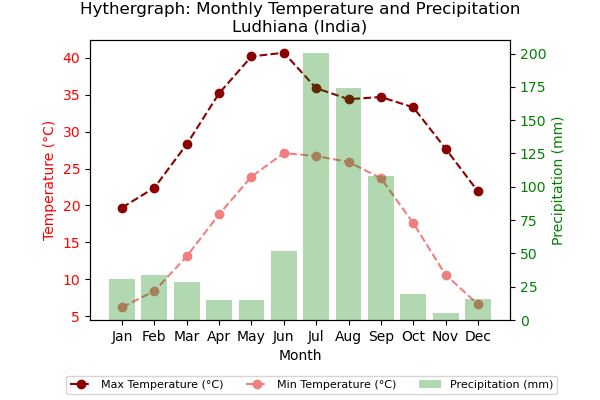 Hythergraph: Monthly Temperature and Precipitation
Ludhiana (India)
Temperature (°C)
40
35
30
25
20
15
10
5
200
175
150
125
100
75
50
25
0
Precipitation (mm)
Jan Feb Mar Apr May Jun Jul Aug Sep Oct Nov Dec
Month
Max Temperature (°C) Min Temperature (°C) Precipitation (mm)